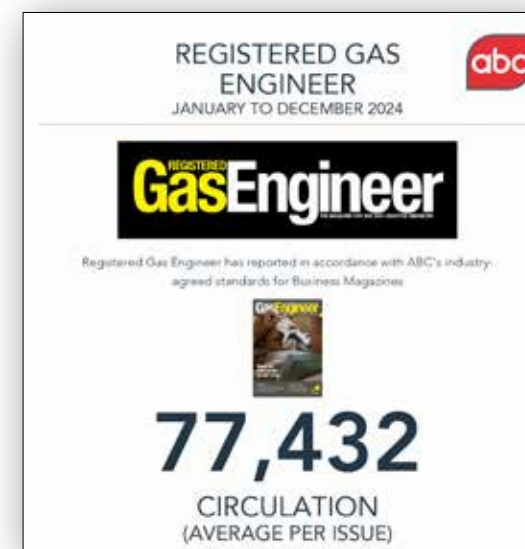 REGISTERED GAS
ENGINEER
JANUARY TO DECEMBER 2024
abc
REGISTERED
GasEngineer
Registered Gas Engineer has reported in accordance with ABC's industry-
agreed standards for Business Magazines
GasEngineer
77,432
CIRCULATION
(AVERAGE PER ISSUE)